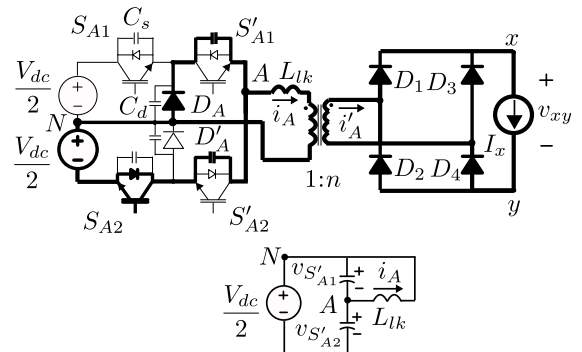 S_{A1}
C_s
S'_{A1}
V_{dc}
2
C_d
D_A
A
L_{lk}
i_A
i'_A
N
D'_A
V_{dc}
2
S_{A2}
S'_{A2}
1:n
x
D_1
D_3
+
v_{xy}
−
I_x
D_2
D_4
y
N
v_{S'_{A1}}
+
−
i_A
V_{dc}
2
+
−
A
L_{lk}
v_{S'_{A2}}
+
−